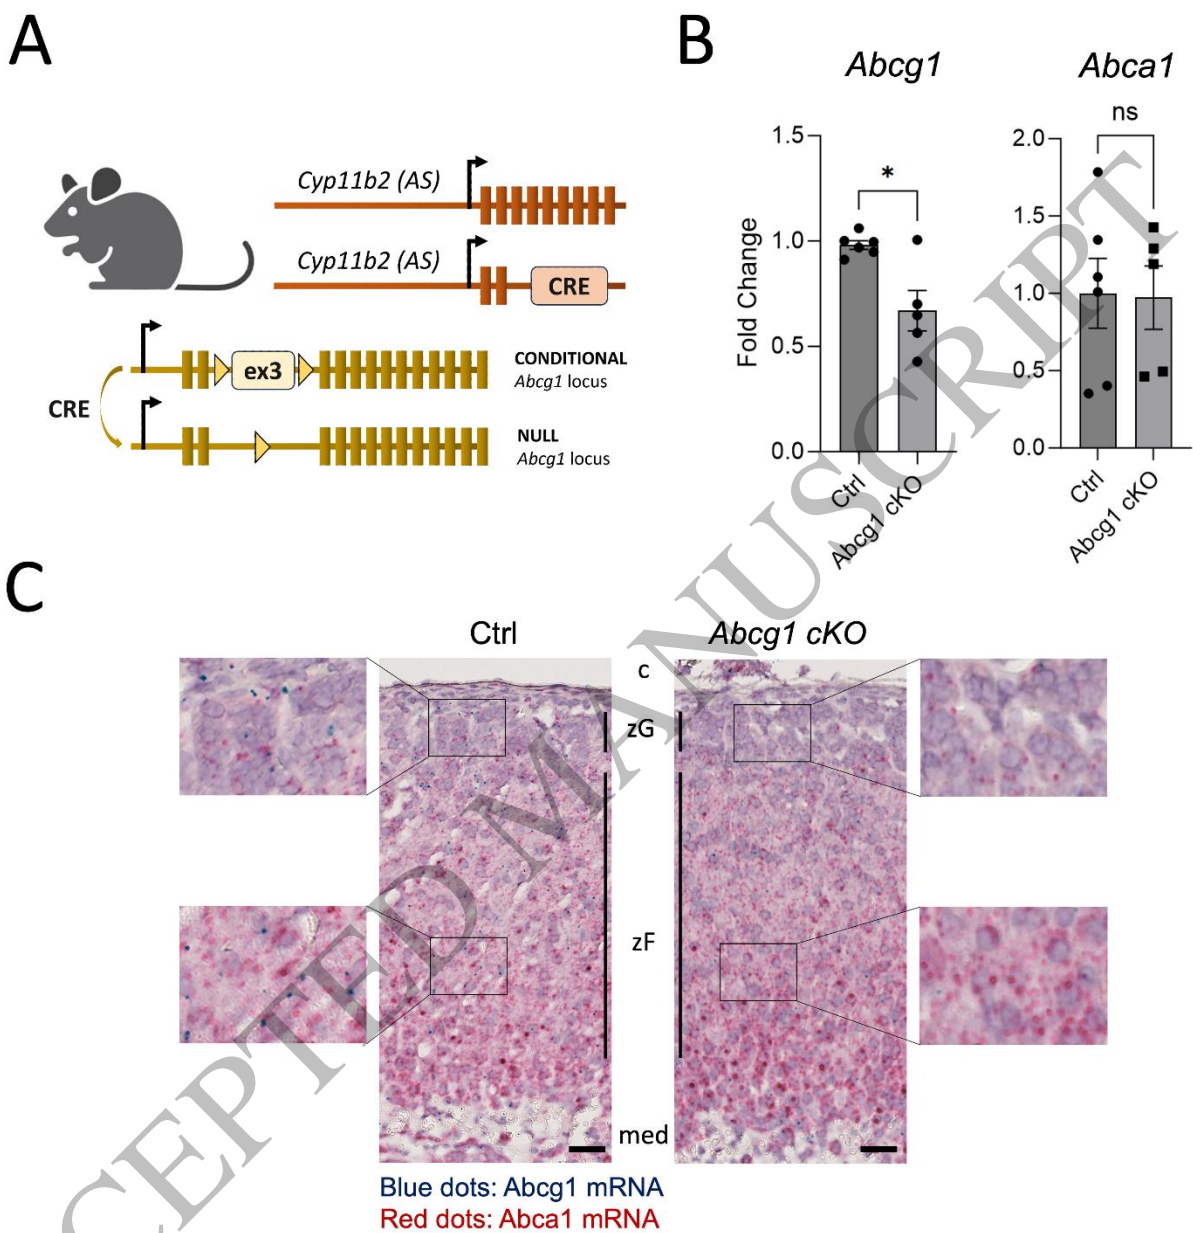 A
Cyp11b2 (AS)
Cyp11b2 (AS)
CRE
ex3
CONDITIONAL
Abcg1 locus
CRE
NULL
Abcg1 locus
B
Abcg1
Abca1
Fold Change
1.5
1.0
0.5
0.0
*
Ctrl
Abcg1 cKO
2.0
1.5
1.0
0.5
0.0
ns
Ctrl
Abcg1 cKO
C
Ctrl
Abcg1 cKO
c
zG
zF
med
Blue dots: Abcg1 mRNA
Red dots: Abca1 mRNA
CEPTED MANUSCRIPT